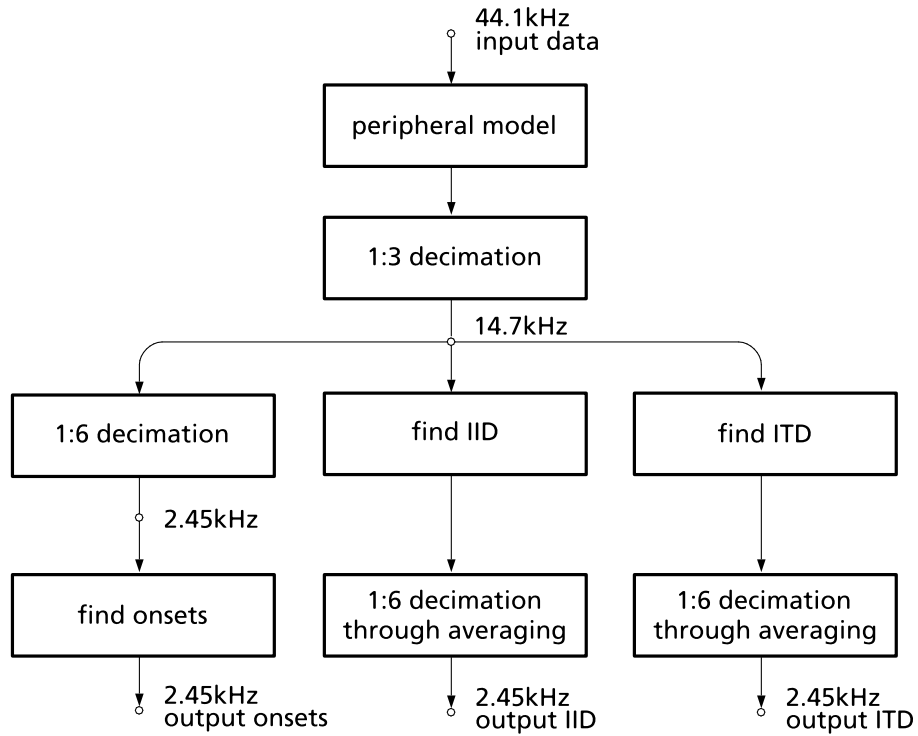 44.1kHz
input data
peripheral model
1:3 decimation
14.7kHz
1:6 decimation
find IID
find ITD
2.45kHz
find onsets
1:6 decimation
through averaging
1:6 decimation
through averaging
2.45kHz
output onsets
2.45kHz
output IID
2.45kHz
output ITD